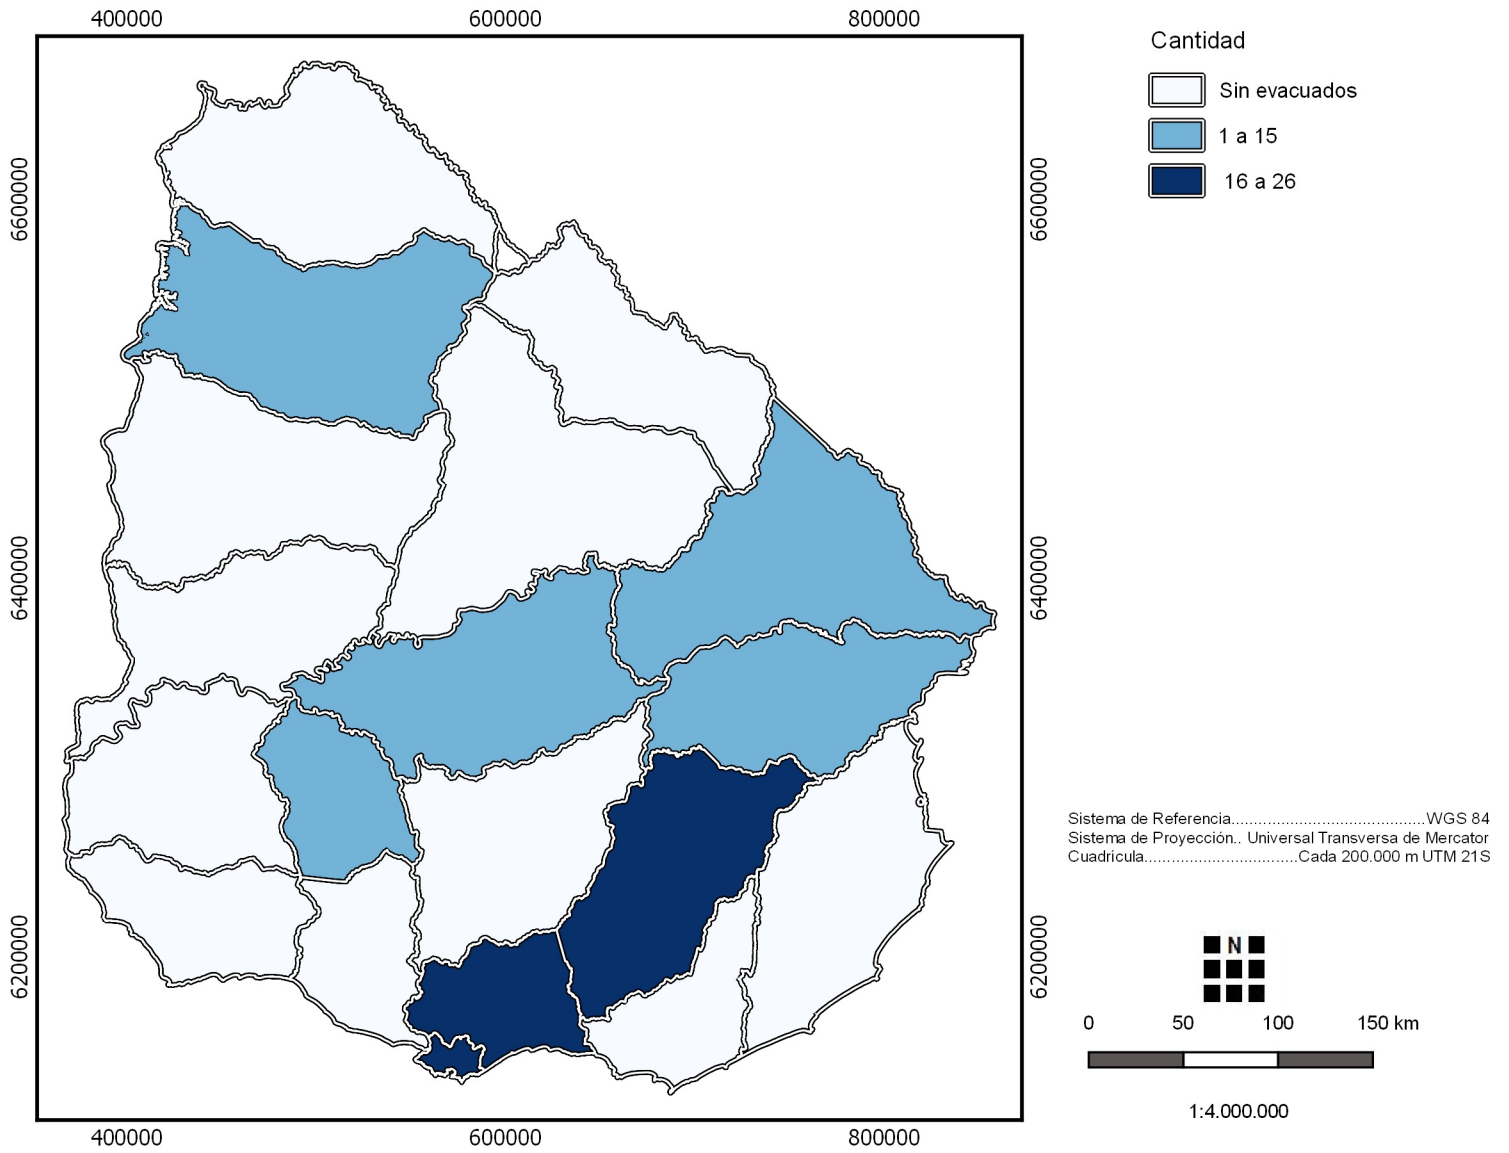 400000 600000 800000
Cantidad
Sin evacuados
1 a 15
16 a 26
6600000 6600000
6400000 6400000
Sistema de Referencia...........................................WGS 84
Sistema de Proyección.. Universal Transversa de Mercator
Cuadricula..................................Cada 200.000 m UTM 21S
6200000 6200000
N
0 50 100 150 km
1:4.000.000
400000 600000 800000